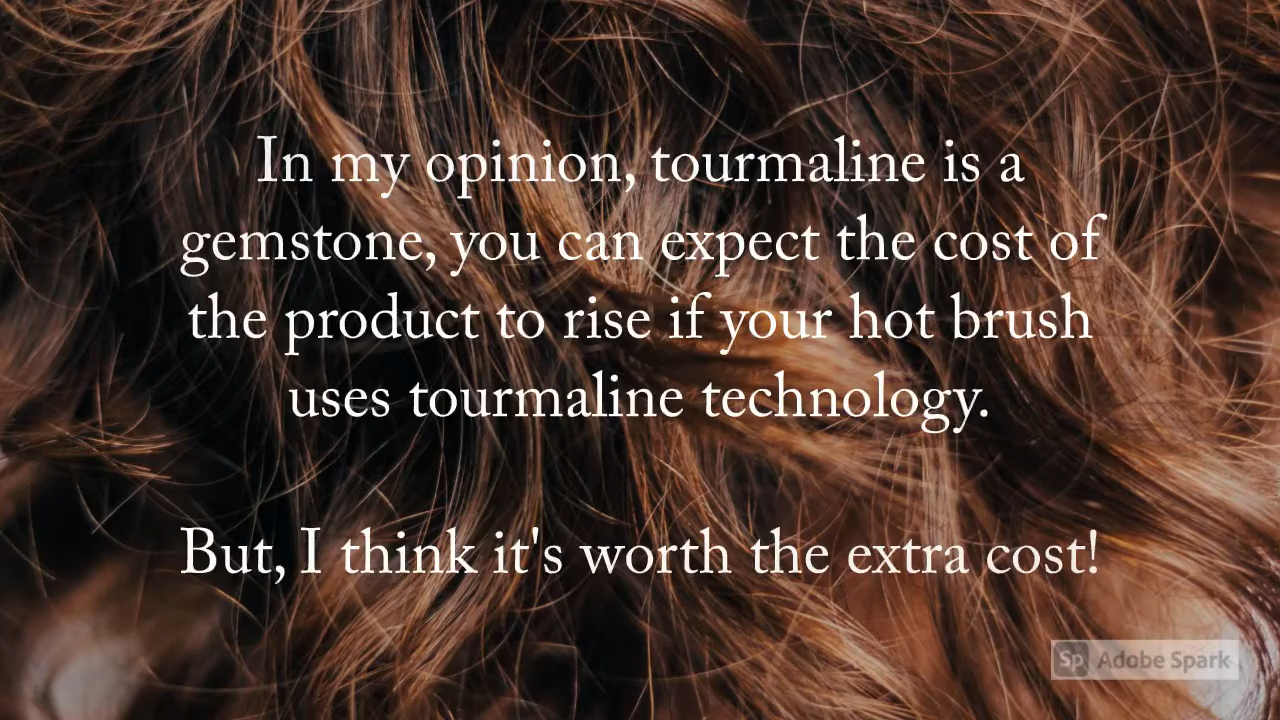 In my opinion, tourmaline is a
gemstone, you can expect the cost of
the product to rise if your hot brush
uses tourmaline technology.
But, I think it's worth the extra cost!
Sp Adobe Spark